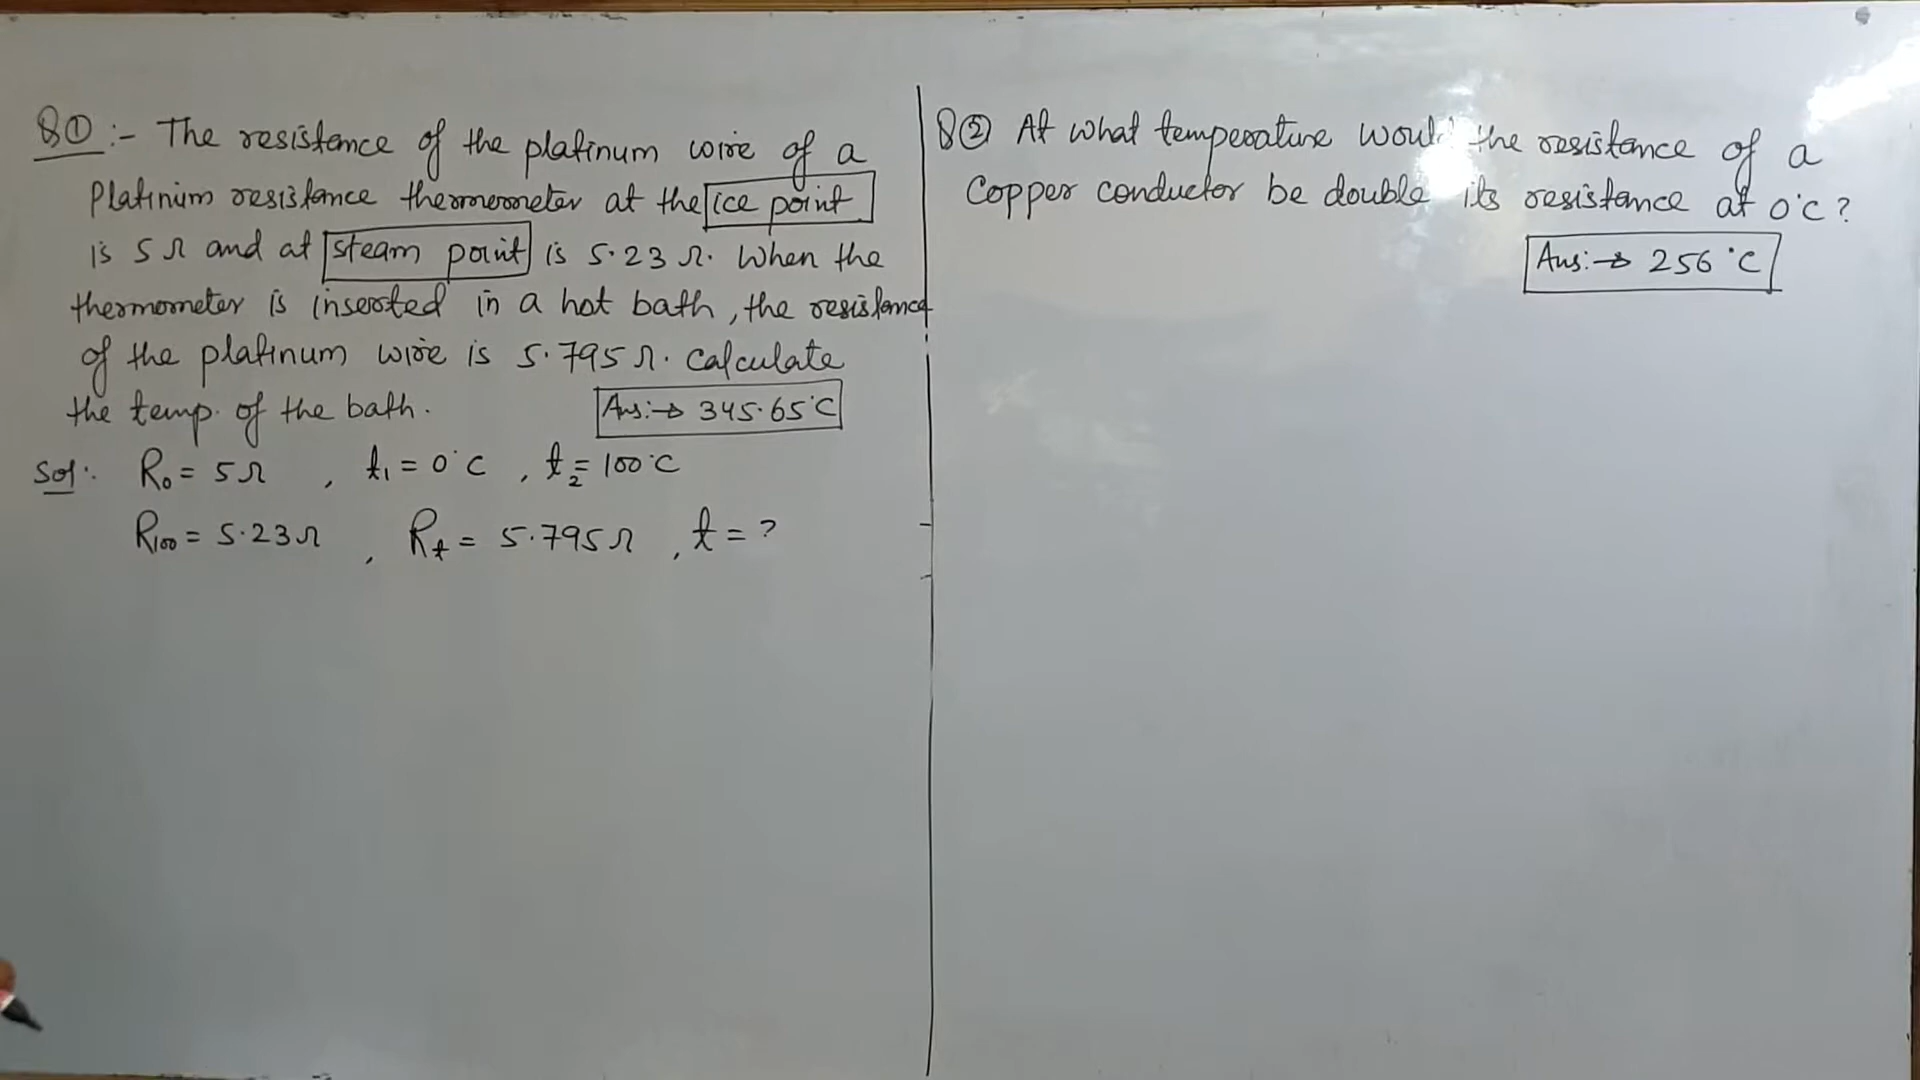 Q① :- The resistance of the platinum wire of a
Platinum resistance thermometer at the ice point
is 5 Ω and at steam point is 5.23 Ω. When the
thermometer is inserted in a hot bath, the resistance
of the platinum wire is 5.795 Ω. Calculate
the temp. of the bath.
Ans:→ 345.65°C
Sol:. R₀ = 5Ω , t₁ = 0°C , t₂ = 100°C
R₁₀₀ = 5.23Ω , Rt = 5.795Ω , t = ?
Q② At what temperature would the resistance of a
Copper conductor be double its resistance at 0°C?
Ans:→ 256°C